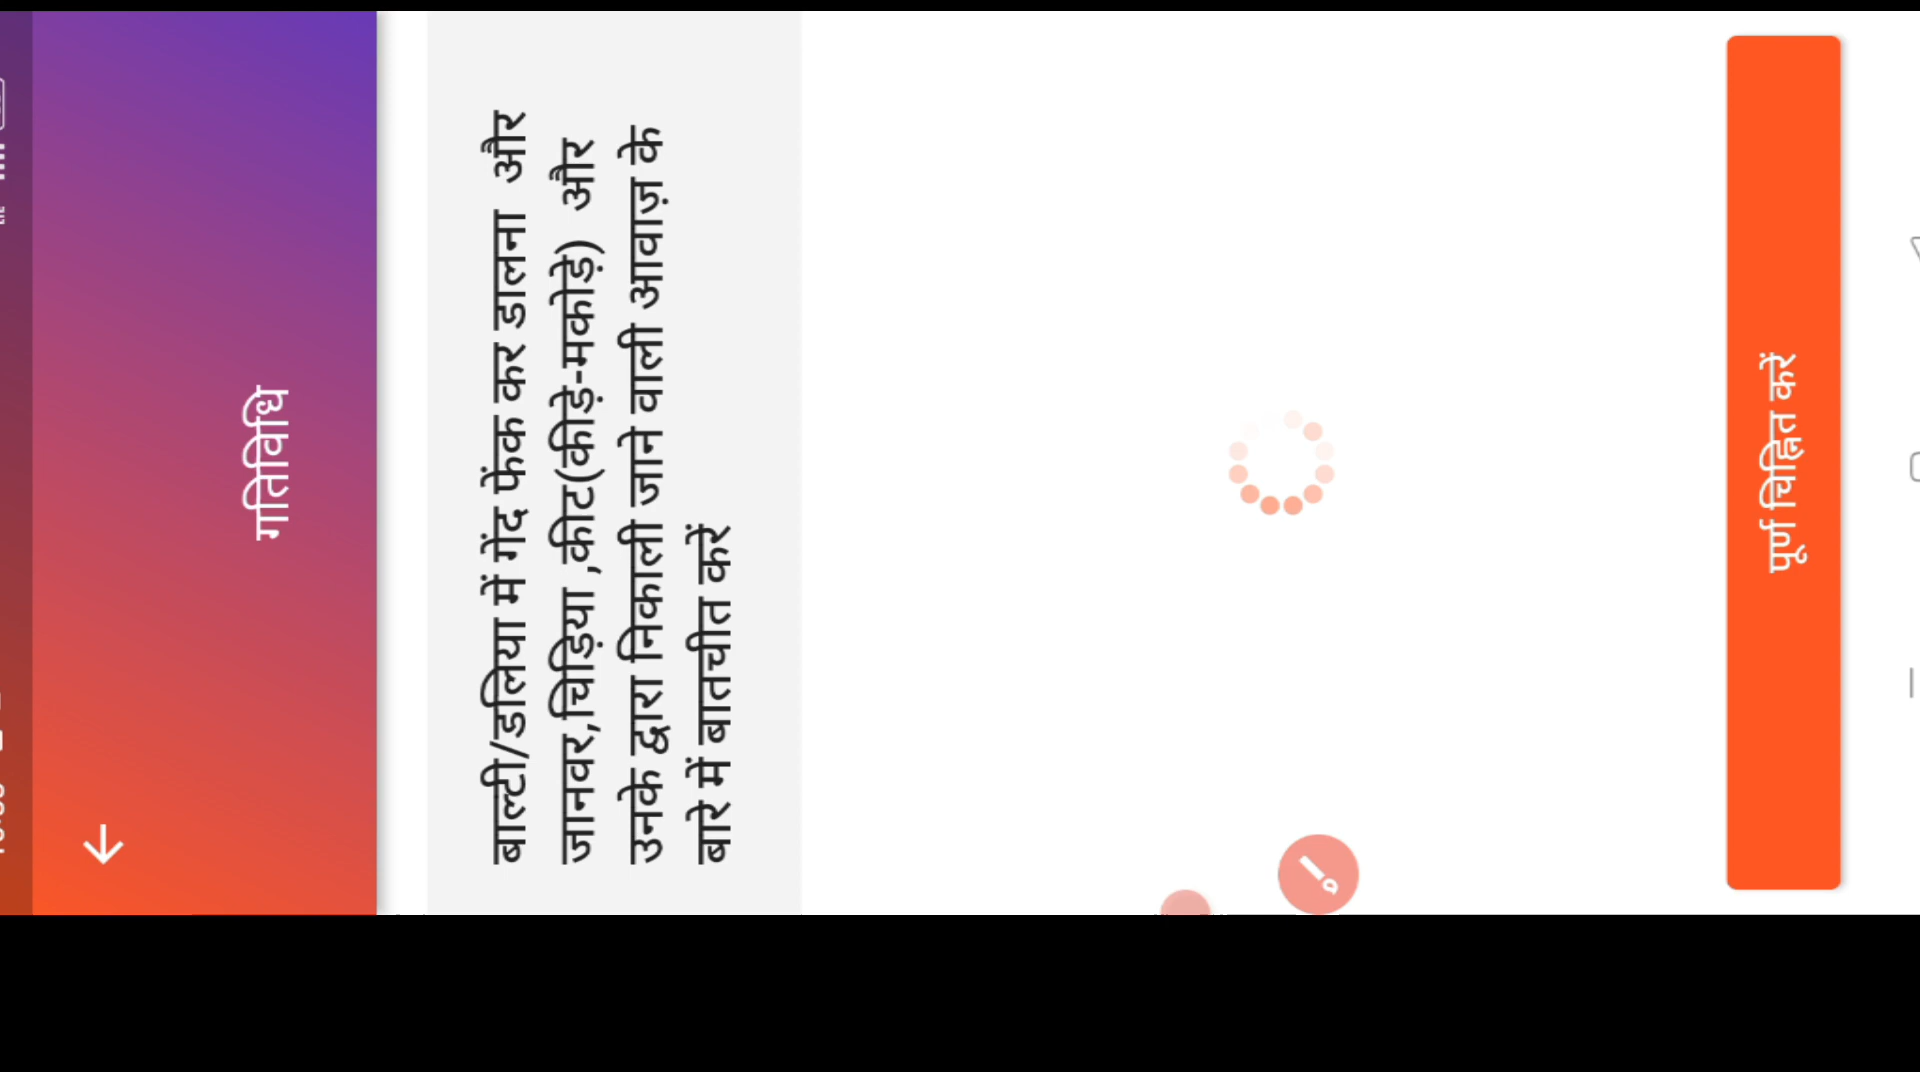 गतिविधि
बाल्टी/डलिया में गेंद फेंक कर डालना और
जानवर,चिड़िया ,कीट(कीड़े-मकोड़े) और
उनके द्वारा निकाली जाने वाली आवाज़ के
बारे में बातचीत करें
पूर्ण चिह्नित करें